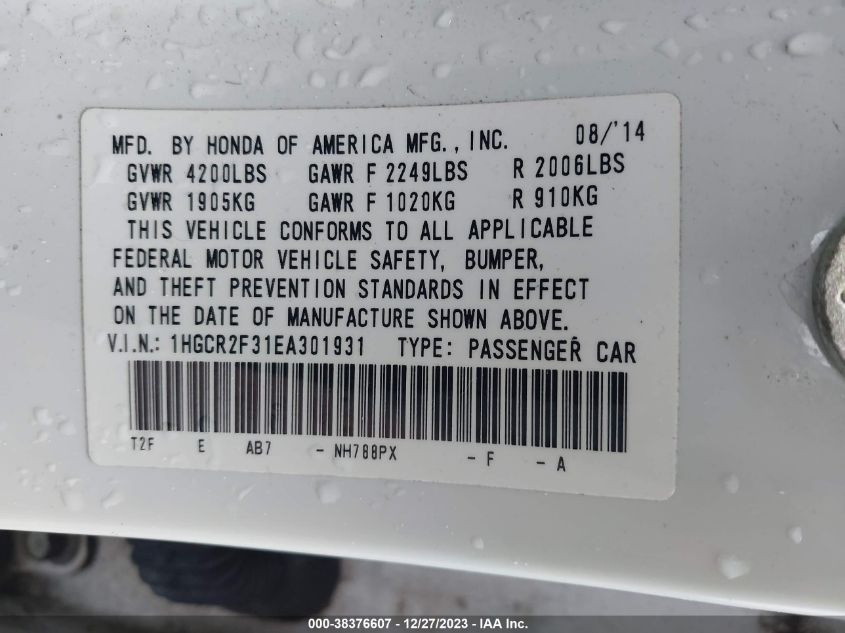 MFD. BY HONDA OF AMERICA MFG., INC. 08/'14
GVWR 4200LBS GAWR F 2249LBS R 2006LBS
GVWR 1905KG GAWR F 1020KG R 910KG
THIS VEHICLE CONFORMS TO ALL APPLICABLE
FEDERAL MOTOR VEHICLE SAFETY, BUMPER,
AND THEFT PREVENTION STANDARDS IN EFFECT
ON THE DATE OF MANUFACTURE SHOWN ABOVE.
V.I.N.: 1HGCR2F31EA301931 TYPE: PASSENGER CAR
T2F E AB7 - NH788PX - F - A
000-38376607 / 12/27/2023 - IAA Inc.